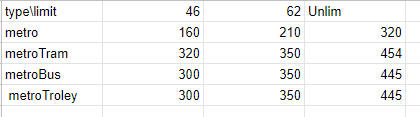 type\limit 46 62 Unlim
metro 160 210 320
metroTram 320 350 454
metroBus 300 350 445
metroTroley 300 350 445